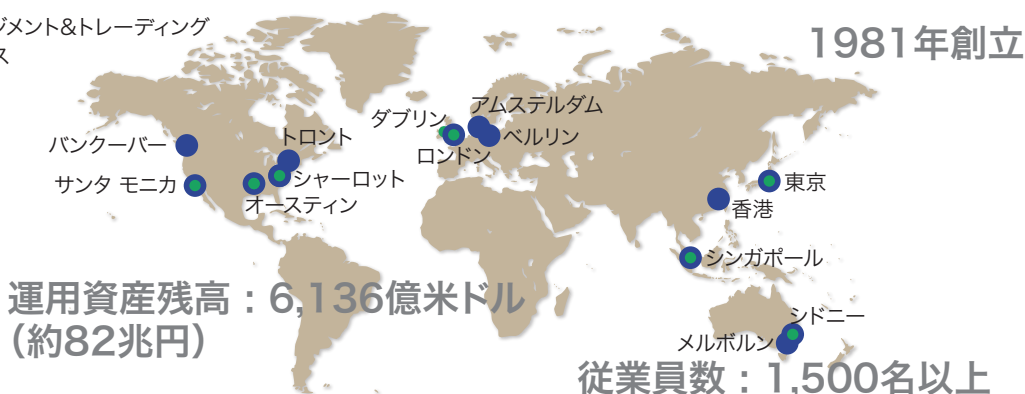 ジメント&トレーディング
ス
1981年創立
アムステルダム
ダブリン
トロント
ベルリン
バンクーバー
ロンドン
サンタ モニカ
シャーロット
東京
オースティン
香港
シンガポール
運用資産残高：6,136億米ドル
（約82兆円）
シドニー
メルボルン
従業員数：1,500名以上